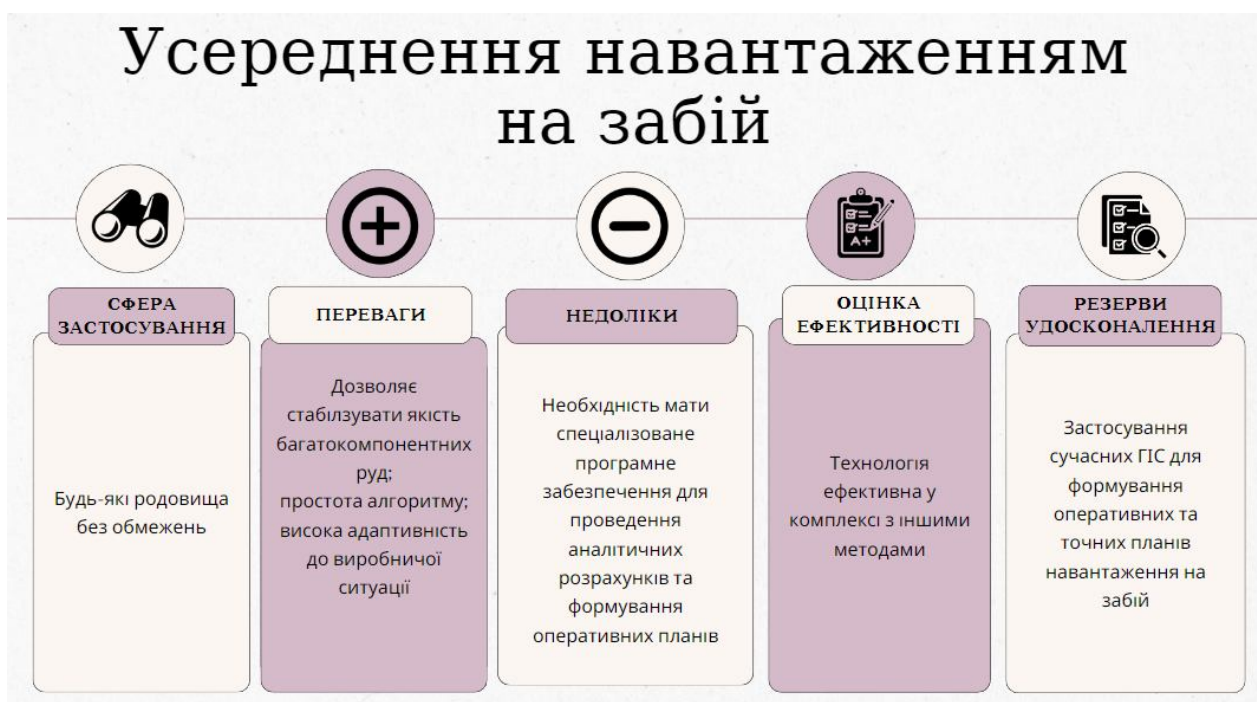 Усереднення навантаженням
на забій
A+
СФЕРА
ЗАСТОСУВАННЯ
Будь-які родовища
без обмежень
ПЕРЕВАГИ
Дозволяє
стабілзувати якість
багатокомпонентних
руд;
простота алгоритму;
висока адаптивність
до виробничої
ситуації
НЕДОЛІКИ
Необхідність мати
спеціалізоване
програмне
забезпечення для
проведення
аналітичних
розрахунків та
формування
оперативних планів
ОЦІНКА
ЕФЕКТИВНОСТІ
Технологія
ефективна у
комплексі з іншими
методами
РЕЗЕРВИ
УДОСКОНАЛЕННЯ
Застосування
сучасних ГІС для
формування
оперативних та
точних планів
навантаження на
забій